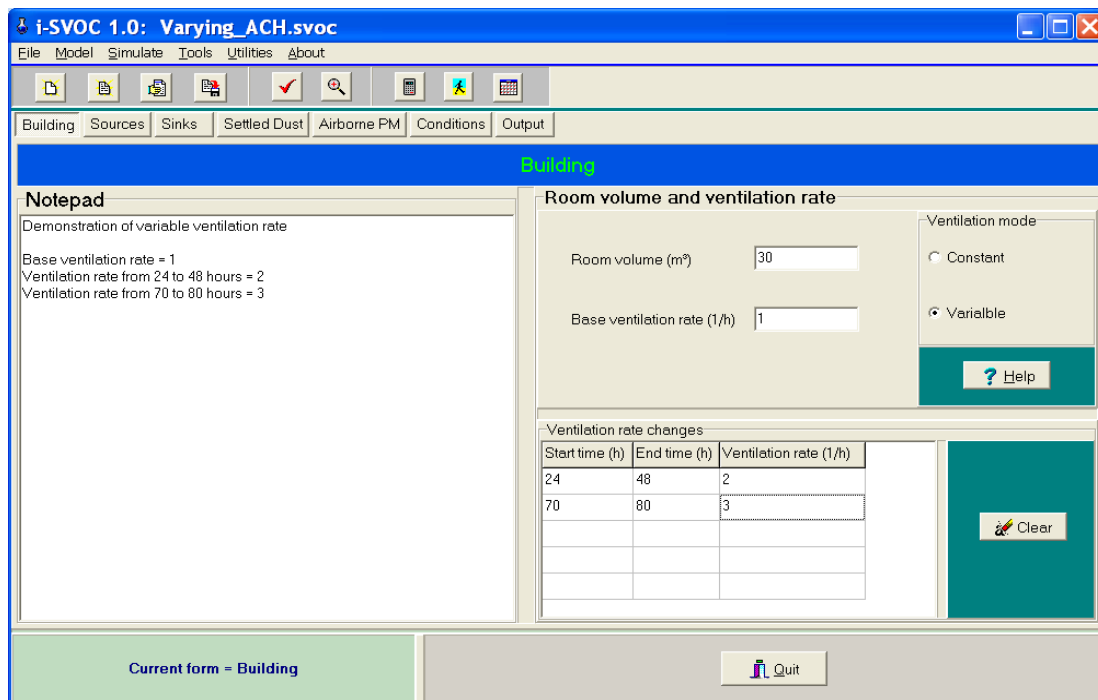 i-SVOC 1.0: Varying_ACH.svoc
File Model Simulate Tools Utilities About
Building Sources Sinks Settled Dust Airborne PM Conditions Output
Building
Notepad
Demonstration of variable ventilation rate
Base ventilation rate = 1
Ventilation rate from 24 to 48 hours = 2
Ventilation rate from 70 to 80 hours = 3
Room volume and ventilation rate
Room volume (m³) 30
Base ventilation rate (1/h) 1
Ventilation mode
Constant
Varialble
? Help
Ventilation rate changes
Start time (h) End time (h) Ventilation rate (1/h)
24 48 2
70 80 3
Clear
Current form = Building
Quit